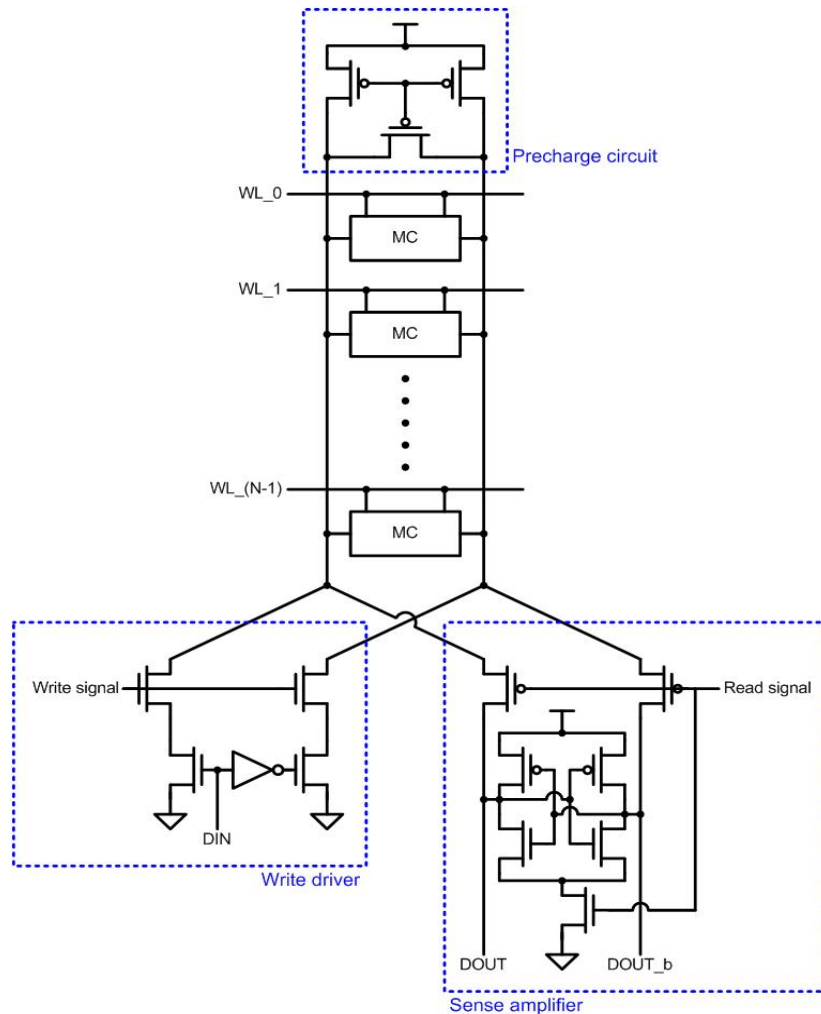 Precharge circuit
WL_0
MC
WL_1
MC
WL_(N-1)
MC
Write signal
Read signal
DIN
Write driver
DOUT
DOUT_b
Sense amplifier